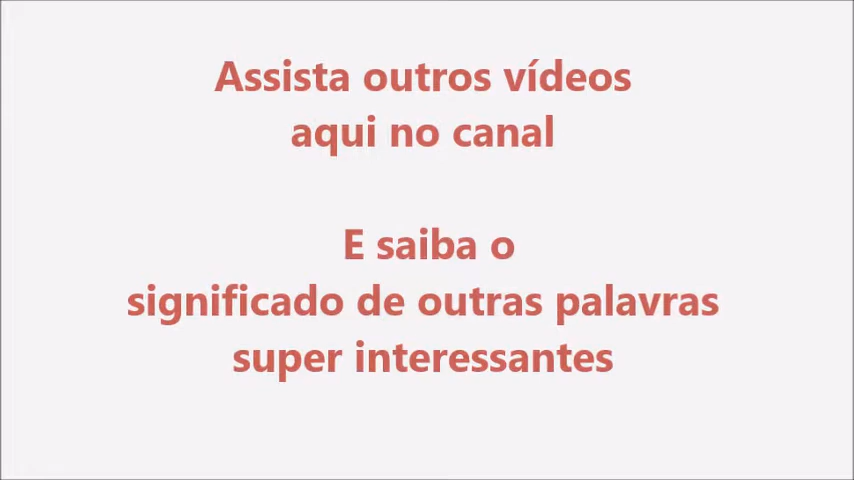 Assista outros vídeos
aqui no canal
E saiba o
significado de outras palavras
super interessantes